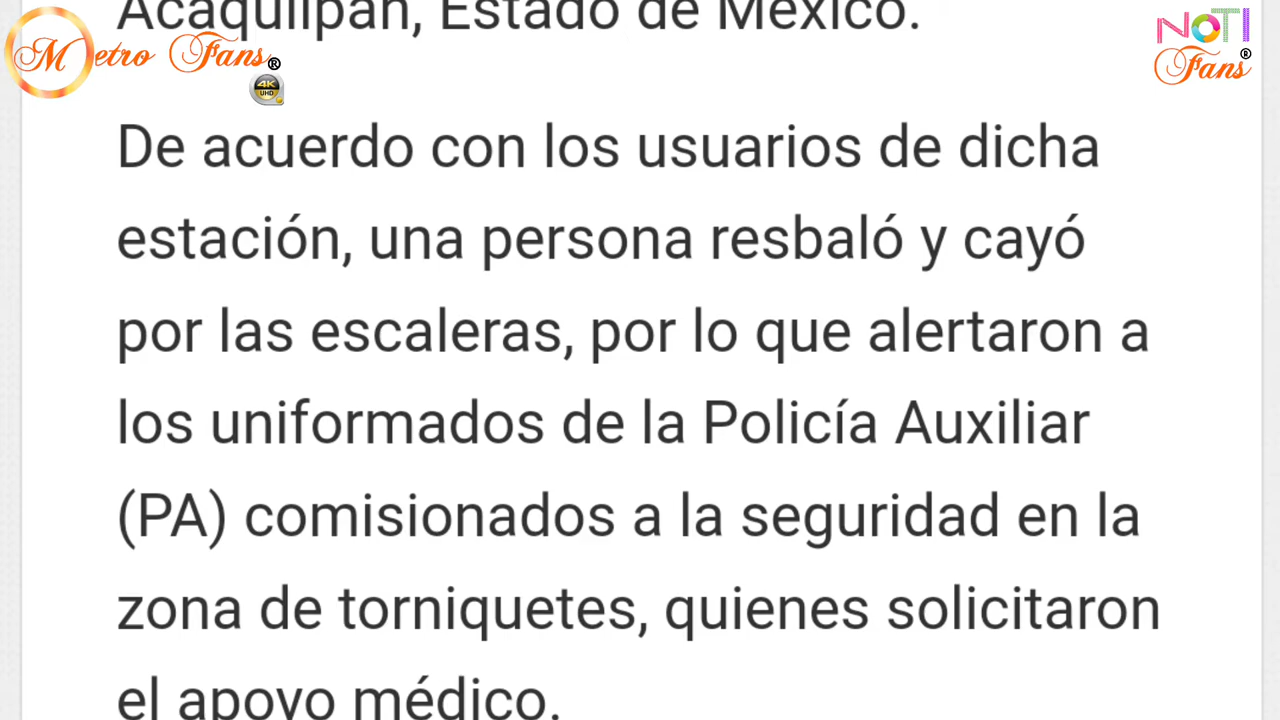 Acaquilpan, Estado de México.
Metro Fans®
4K
UHD
NOTI
Fans®
De acuerdo con los usuarios de dicha
estación, una persona resbaló y cayó
por las escaleras, por lo que alertaron a
los uniformados de la Policía Auxiliar
(PA) comisionados a la seguridad en la
zona de torniquetes, quienes solicitaron
el apoyo médico.